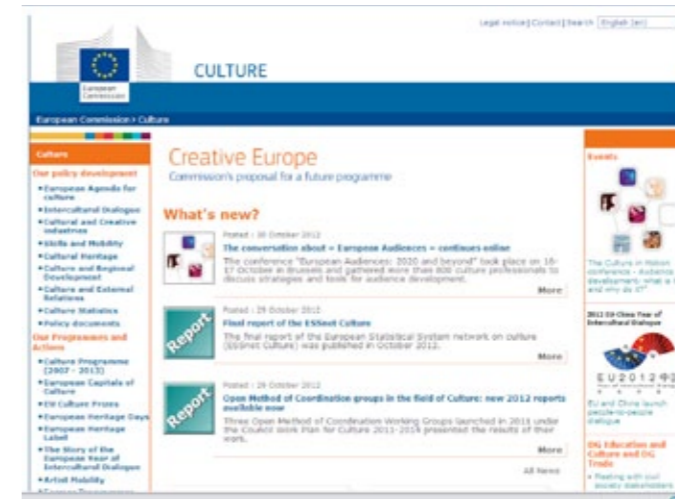 Legal notice | Contact | Search English (en)
CULTURE
European
Commission
European Commission > Culture
Culture
Our policy development
European Agenda for
culture
Intercultural Dialogue
Cultural and Creative
industries
Skills and Mobility
Cultural Heritage
Culture and Regional
Development
Culture and External
Relations
Culture Statistics
Policy documents
Our Programmes and
Actions
Culture Programme
(2007 - 2013)
European Capitals of
Culture
EU Culture Prizes
European Heritage Days
European Heritage
Label
The Story of the
European Year of
Intercultural Dialogue
Artist Mobility
Creative Europe
Commission's proposal for a future programme
What's new?
Posted : 30 October 2012
The conversation about « European Audiences » continues online
The conference "European Audiences: 2020 and beyond" took place on 16-
17 October in Brussels and gathered more than 800 culture professionals to
discuss strategies and tools for audience development.
More
Report
Posted : 29 October 2012
Final report of the ESSnet Culture
The final report of the European Statistical System network on culture
(ESSnet Culture) was published in October 2012.
More
Report
Posted : 29 October 2012
Open Method of Coordination groups in the field of Culture: new 2012 reports
available now
Three Open Method of Coordination Working Groups launched in 2011 under
the Council Work Plan for Culture 2011-2014 presented the results of their
work.
More
All News
Events
The Culture in Motion
conference - Audience
development: what is
and why do it?"
2012 EU-China Year of
Intercultural Dialogue
EU2012中
EU and China launch
people-to-people
dialogue
DG Education and
Culture and DG
Trade
Meeting with civil
society stakeholders